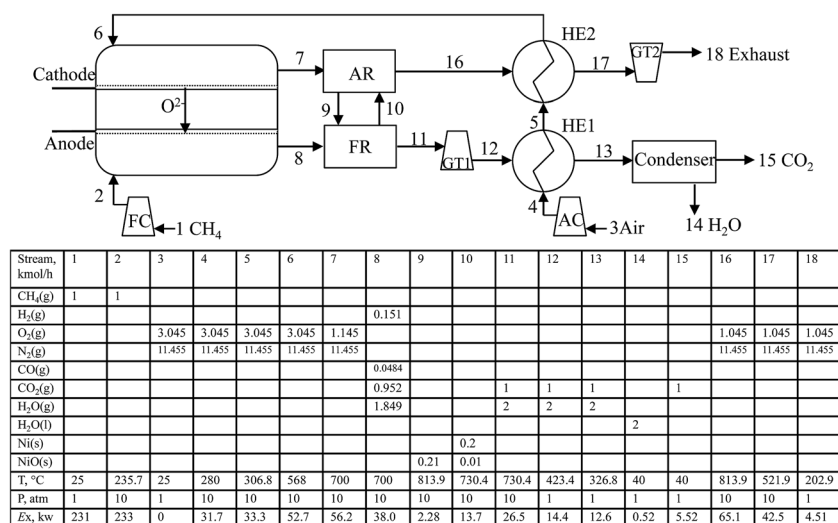 6
7
AR
16
HE2
17
GT2
18 Exhaust
Cathode
O²⁻
9
10
5
HE1
Anode
8
FR
11
GT1
12
13
Condenser
15 CO₂
2
FC
1 CH₄
4
AC
3Air
14 H₂O
Stream, kmol/h 1 2 3 4 5 6 7 8 9 10 11 12 13 14 15 16 17 18
CH₄(g) 1 1
H₂(g) 0.151
O₂(g) 3.045 3.045 3.045 3.045 1.145 1.045 1.045 1.045
N₂(g) 11.455 11.455 11.455 11.455 11.455 11.455 11.455 11.455
CO(g) 0.0484
CO₂(g) 0.952 1 1 1 1
H₂O(g) 1.849 2 2 2
H₂O(l) 2
Ni(s) 0.2
NiO(s) 0.21 0.01
T, °C 25 235.7 25 280 306.8 568 700 700 813.9 730.4 730.4 423.4 326.8 40 40 813.9 521.9 202.9
P, atm 1 10 1 10 10 10 10 10 10 10 10 1 1 1 1 10 10 1
Ex, kw 231 233 0 31.7 33.3 52.7 56.2 38.0 2.28 13.7 26.5 14.4 12.6 0.52 5.52 65.1 42.5 4.51